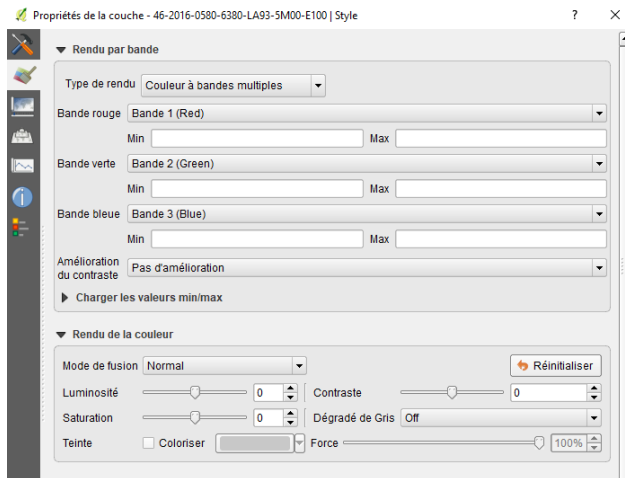 Propriétés de la couche - 46-2016-0580-6380-LA93-5M00-E100 | Style
Rendu par bande
Type de rendu Couleur à bandes multiples
Bande rouge Bande 1 (Red)
Min Max
Bande verte Bande 2 (Green)
Min Max
Bande bleue Bande 3 (Blue)
Min Max
Amélioration
du contraste Pas d'amélioration
Charger les valeurs min/max
Rendu de la couleur
Mode de fusion Normal Réinitialiser
Luminosité 0 Contraste 0
Saturation 0 Dégradé de Gris Off
Teinte Coloriser Force 100%